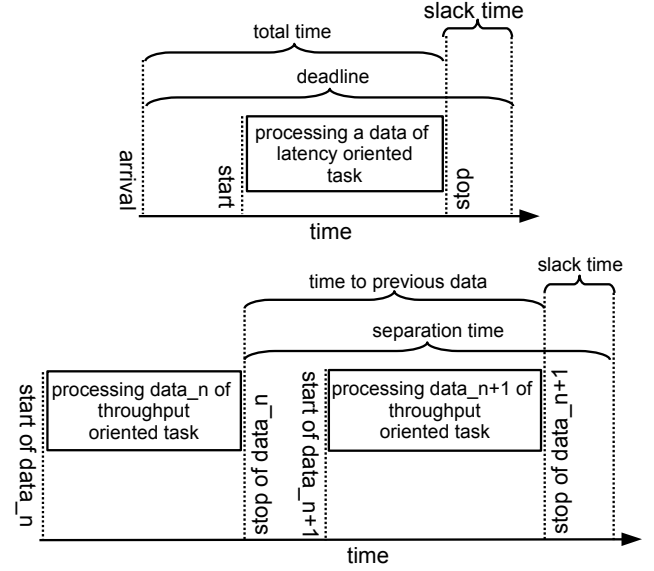 slack time
total time
deadline
processing a data of
latency oriented
task
arrival
start
stop
time
slack time
time to previous data
separation time
processing data_n of
throughput
oriented task
processing data_n+1 of
throughput
oriented task
start of data_n
stop of data_n
start of data_n+1
stop of data_n+1
time